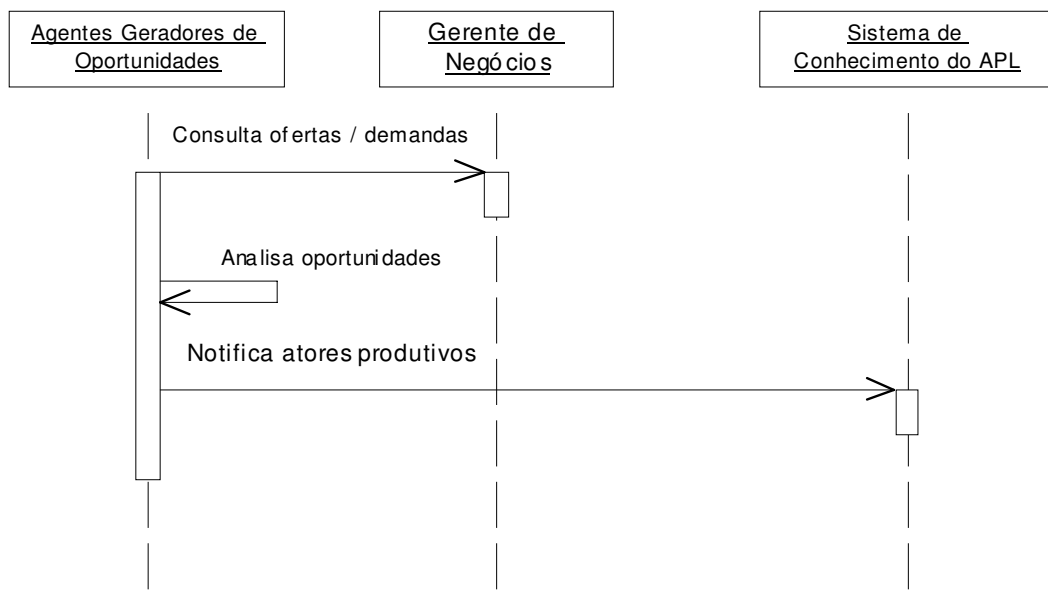 Agentes Geradores de
Oportunidades
Gerente de
Negócios
Sistema de
Conhecimento do APL
Consulta ofertas / demandas
Analisa oportunidades
Notifica atores produtivos